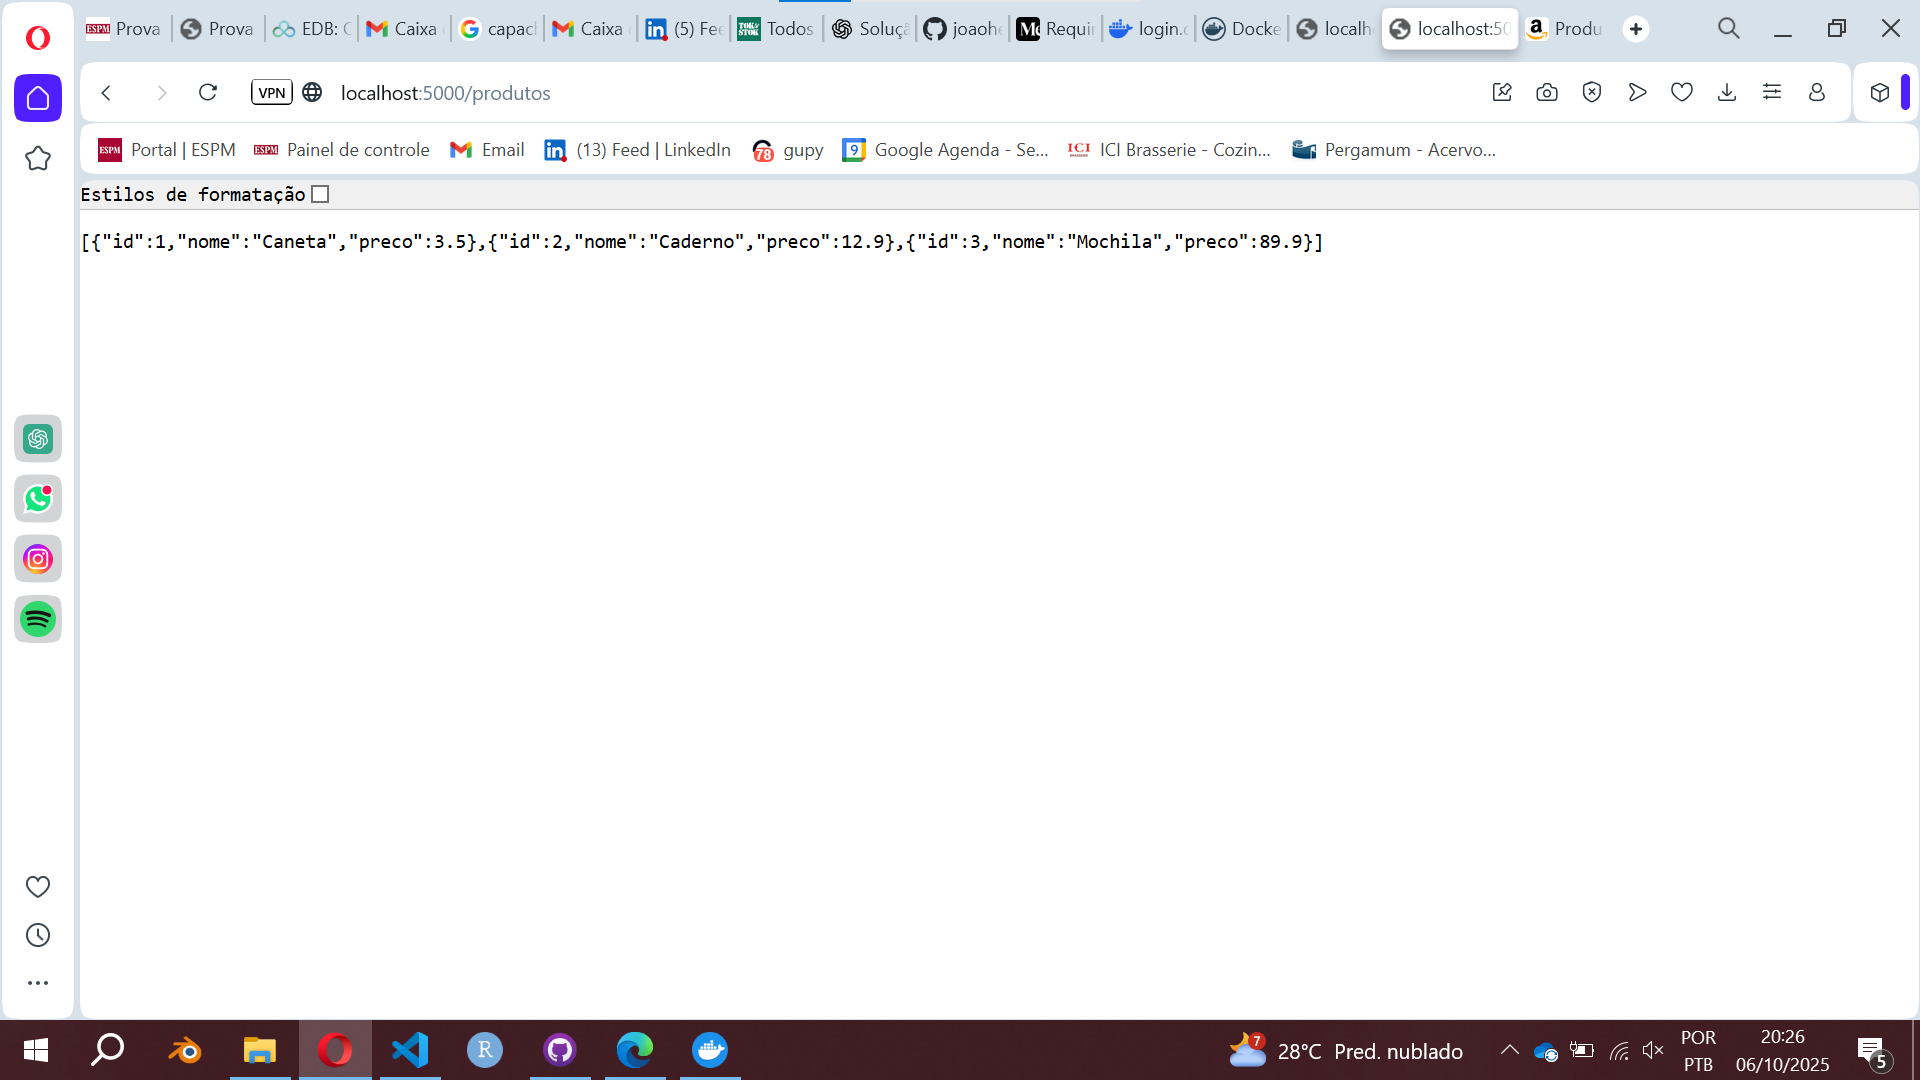 Prova
Prova
EDB: C
Caixa
capac
Caixa
(5) Fee
Todos
Soluçã
joaohe
Requi
login.c
Docke
localh
localhost:50
Produ
VPN
localhost:5000/produtos
Portal | ESPM
Painel de controle
Email
(13) Feed | LinkedIn
gupy
Google Agenda - Se...
ICI Brasserie - Cozin...
Pergamum - Acervo...
Estilos de formatação
[{"id":1,"nome":"Caneta","preco":3.5},{"id":2,"nome":"Caderno","preco":12.9},{"id":3,"nome":"Mochila","preco":89.9}]
7
28°C Pred. nublado
POR
PTB
20:26
06/10/2025
5